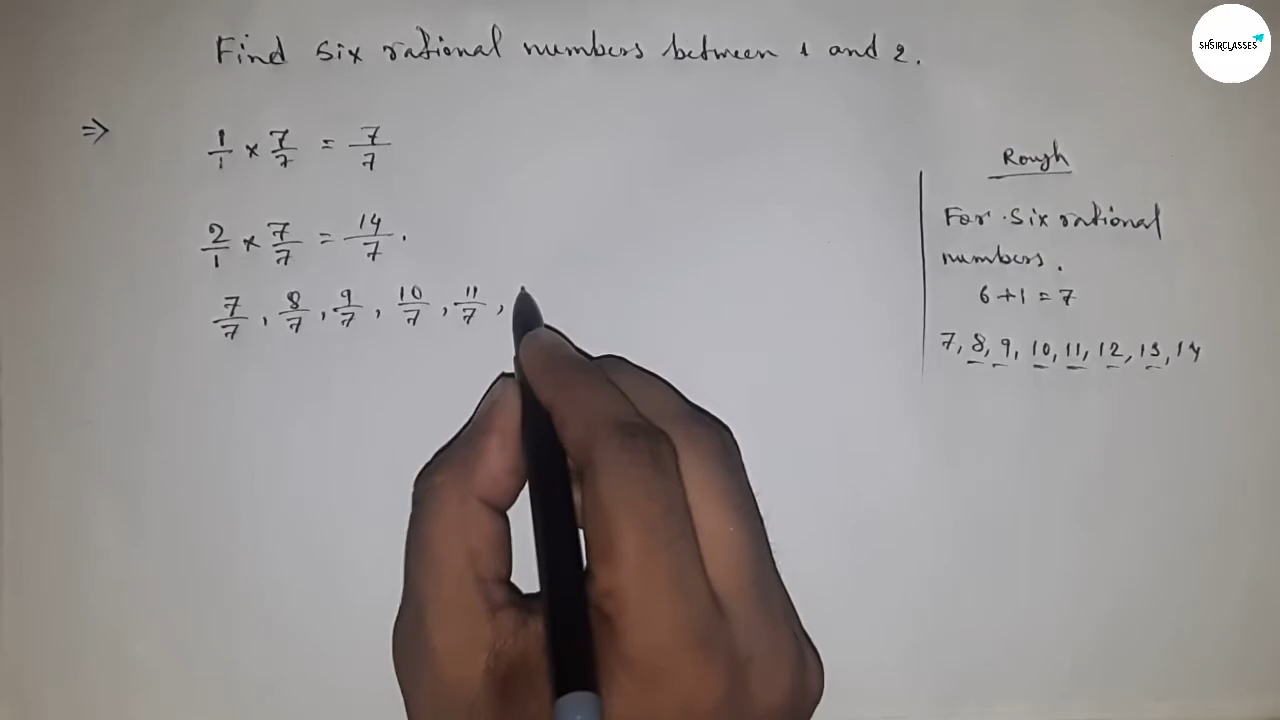 Find six rational numbers between 1 and 2.
SHSIRCLASSES
⇒ 1/1 × 7/7 = 7/7
2/1 × 7/7 = 14/7.
7/7, 8/7, 9/7, 10/7, 11/7,
Rough
For six rational
numbers.
6+1=7
7, 8, 9, 10, 11, 12, 13, 14